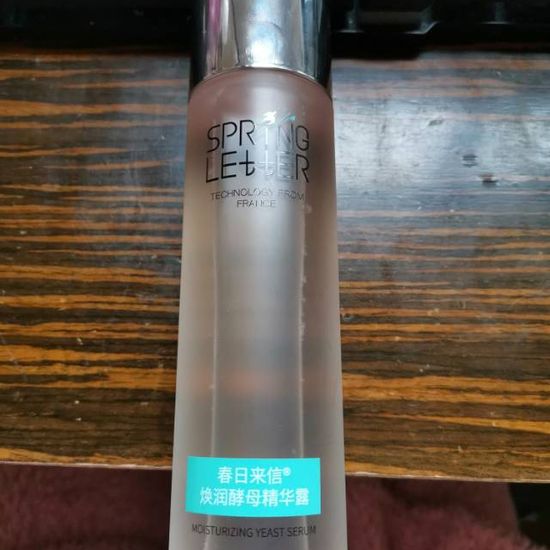 SPRING
LEttER
TECHNOLOGY FROM
FRANCE
春日来信®
焕润酵母精华露
MOISTURIZING YEAST SERUM